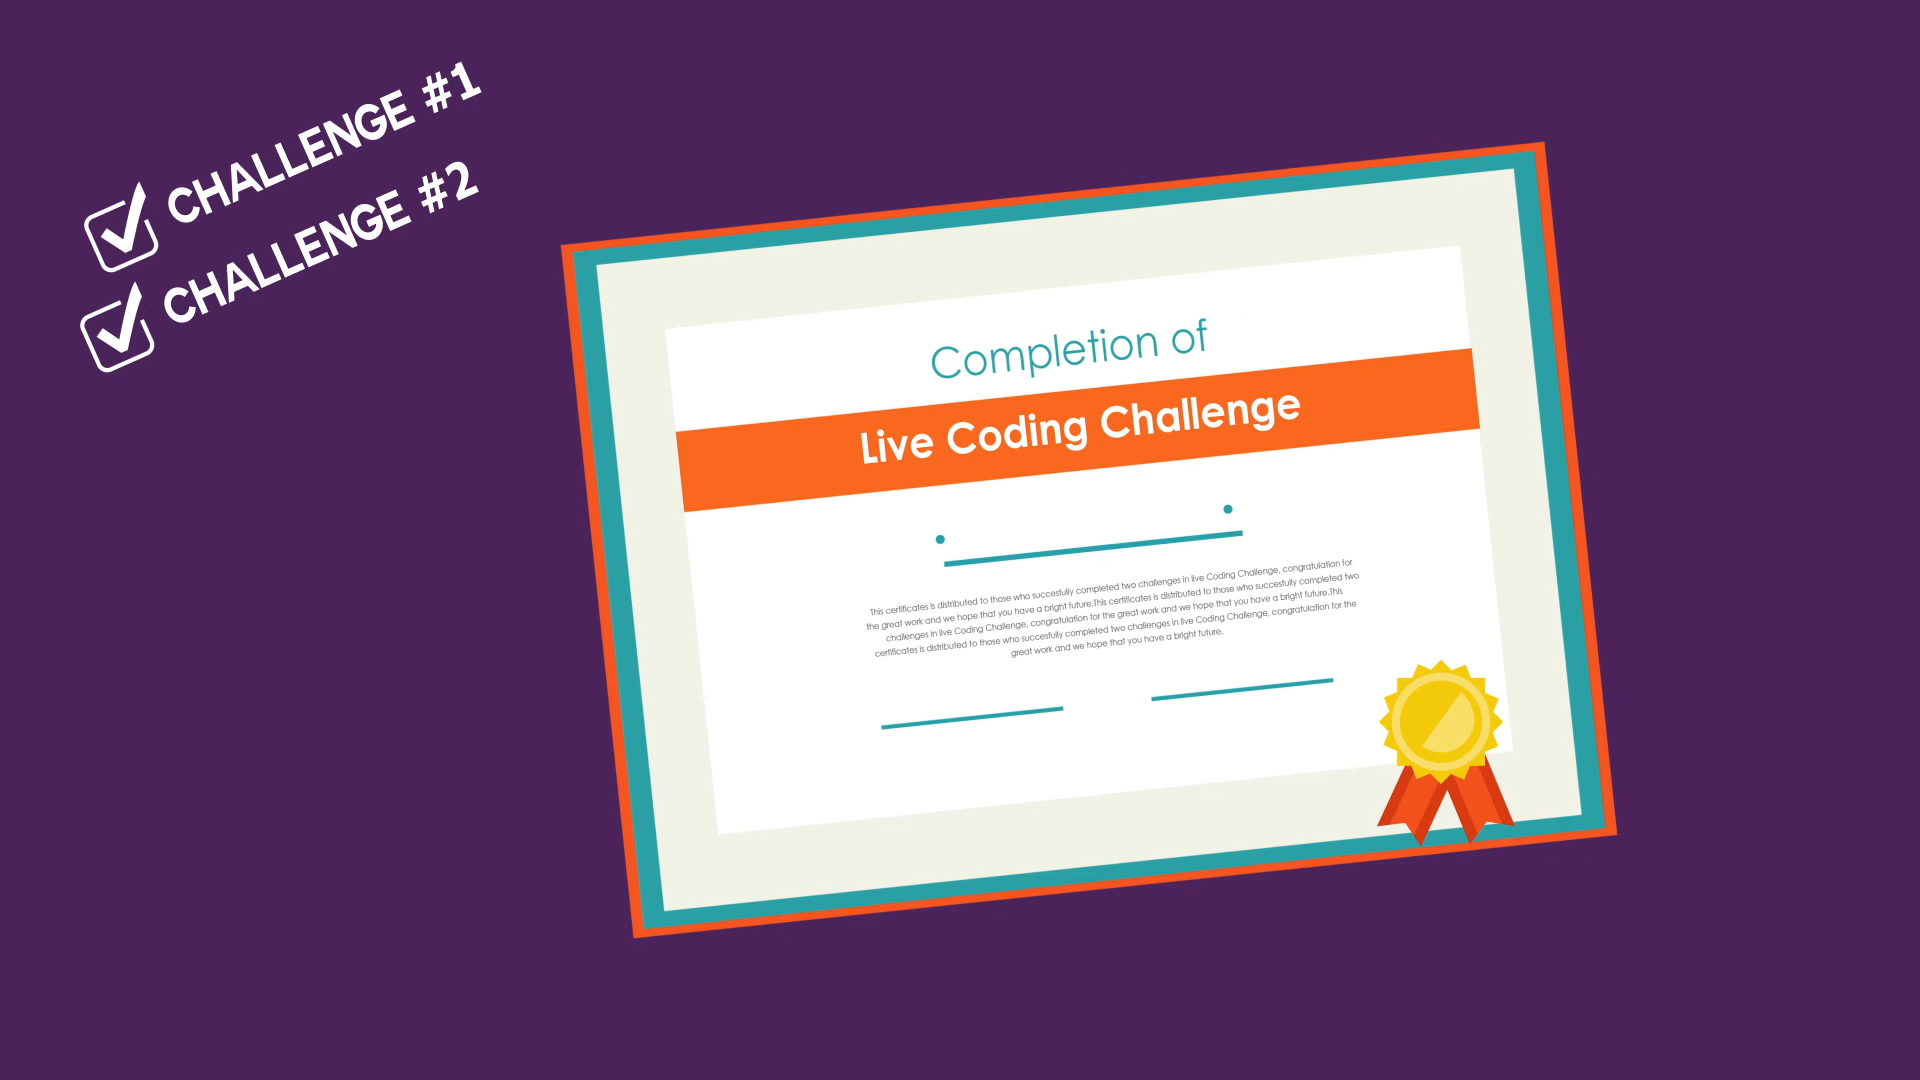 CHALLENGE #1
CHALLENGE #2
Completion of
Live Coding Challenge
This certificates is distributed to those who succesfully completed two challenges in live Coding Challenge, congratulation for
the great work and we hope that you have a bright future.This certificates is distributed to those who succesfully completed two
challenges in live Coding Challenge, congratulation for the great work and we hope that you have a bright future.This
certificates is distributed to those who succesfully completed two challenges in live Coding Challenge, congratulation for the
great work and we hope that you have a bright future.